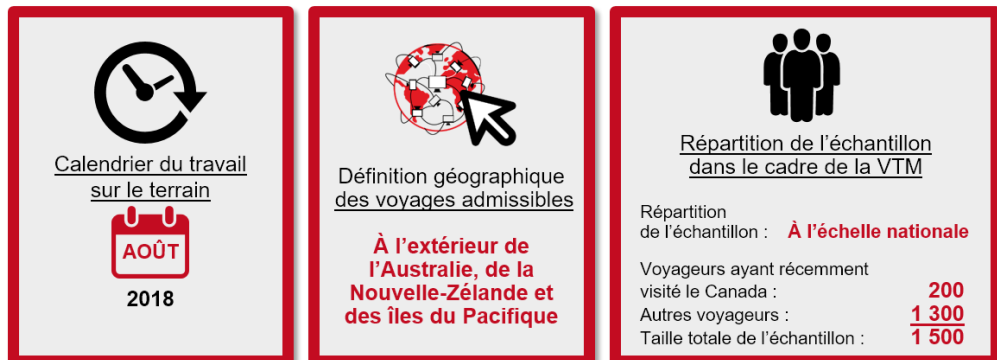 Calendrier du travail
sur le terrain
AOÛT
2018
Définition géographique
des voyages admissibles
À l'extérieur de
l'Australie, de la
Nouvelle-Zélande et
des îles du Pacifique
Répartition de l'échantillon
dans le cadre de la VTM
Répartition
de l'échantillon : À l'échelle nationale
Voyageurs ayant récemment
visité le Canada : 200
Autres voyageurs : 1 300
Taille totale de l'échantillon : 1 500